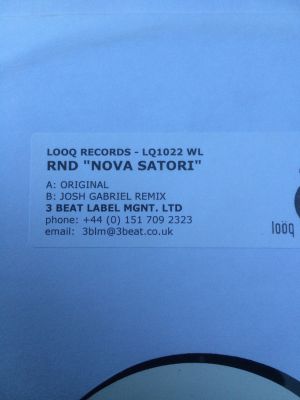 LOOQ RECORDS - LQ1022 WL
RND "NOVA SATORI"
A: ORIGINAL
B: JOSH GABRIEL REMIX
3 BEAT LABEL MGNT. LTD
phone: +44 (0) 151 709 2323
email: 3blm@3beat.co.uk
looq